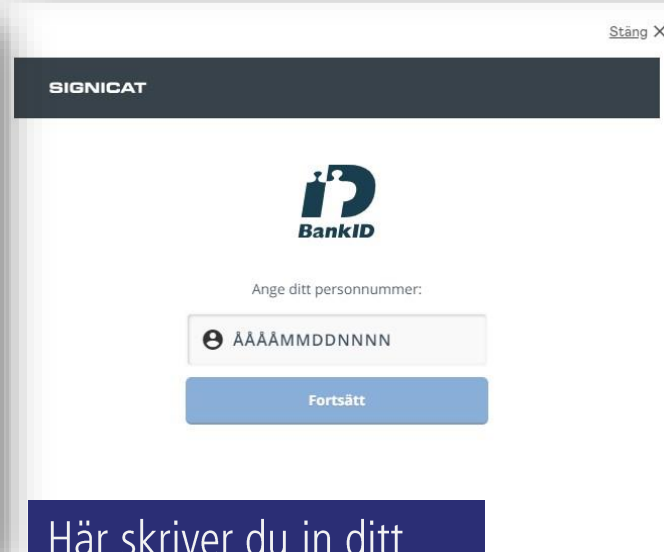 Stäng X
SIGNICAT
BankID
Ange ditt personnummer:
ÅÅÅÅMMDDNNNN
Fortsätt
Här skriver du in ditt